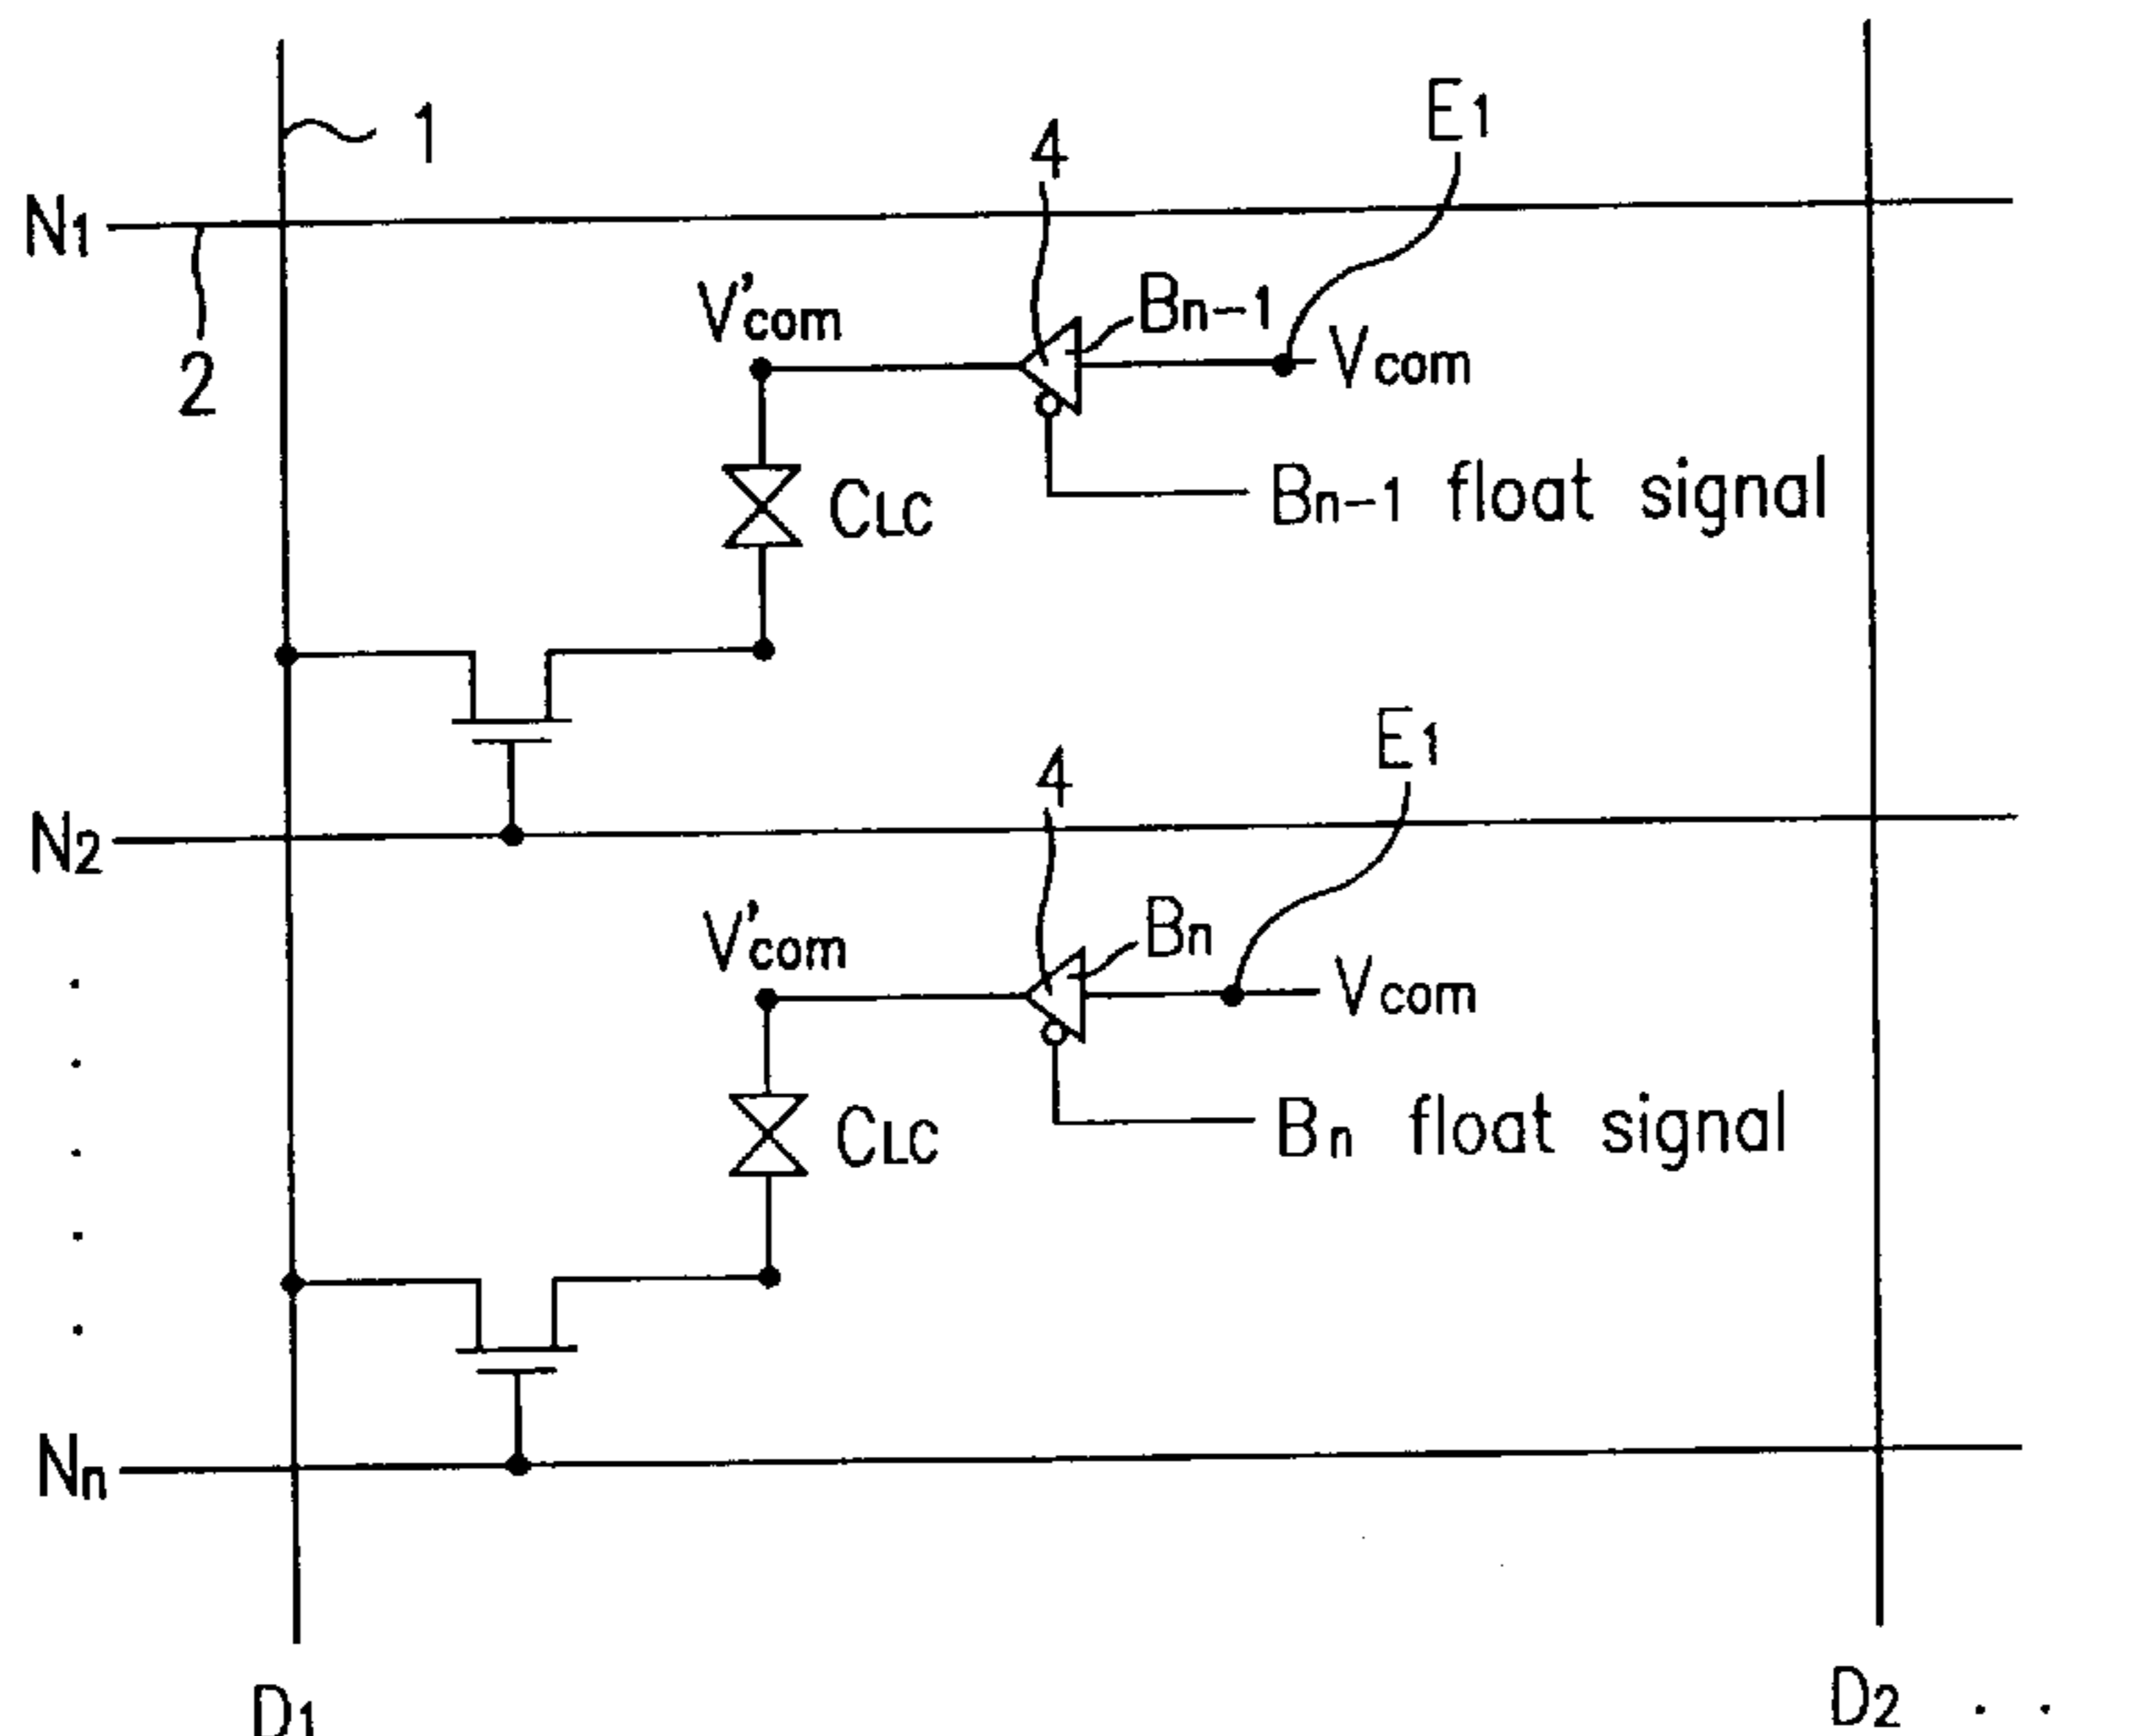 1
E1
4
N1
2
V'com
Bn-1
Vcom
CLC
Bn-1 float signal
E1
4
N2
V'com
Bn
Vcom
CLC
Bn float signal
Nn
D1
D2 . .